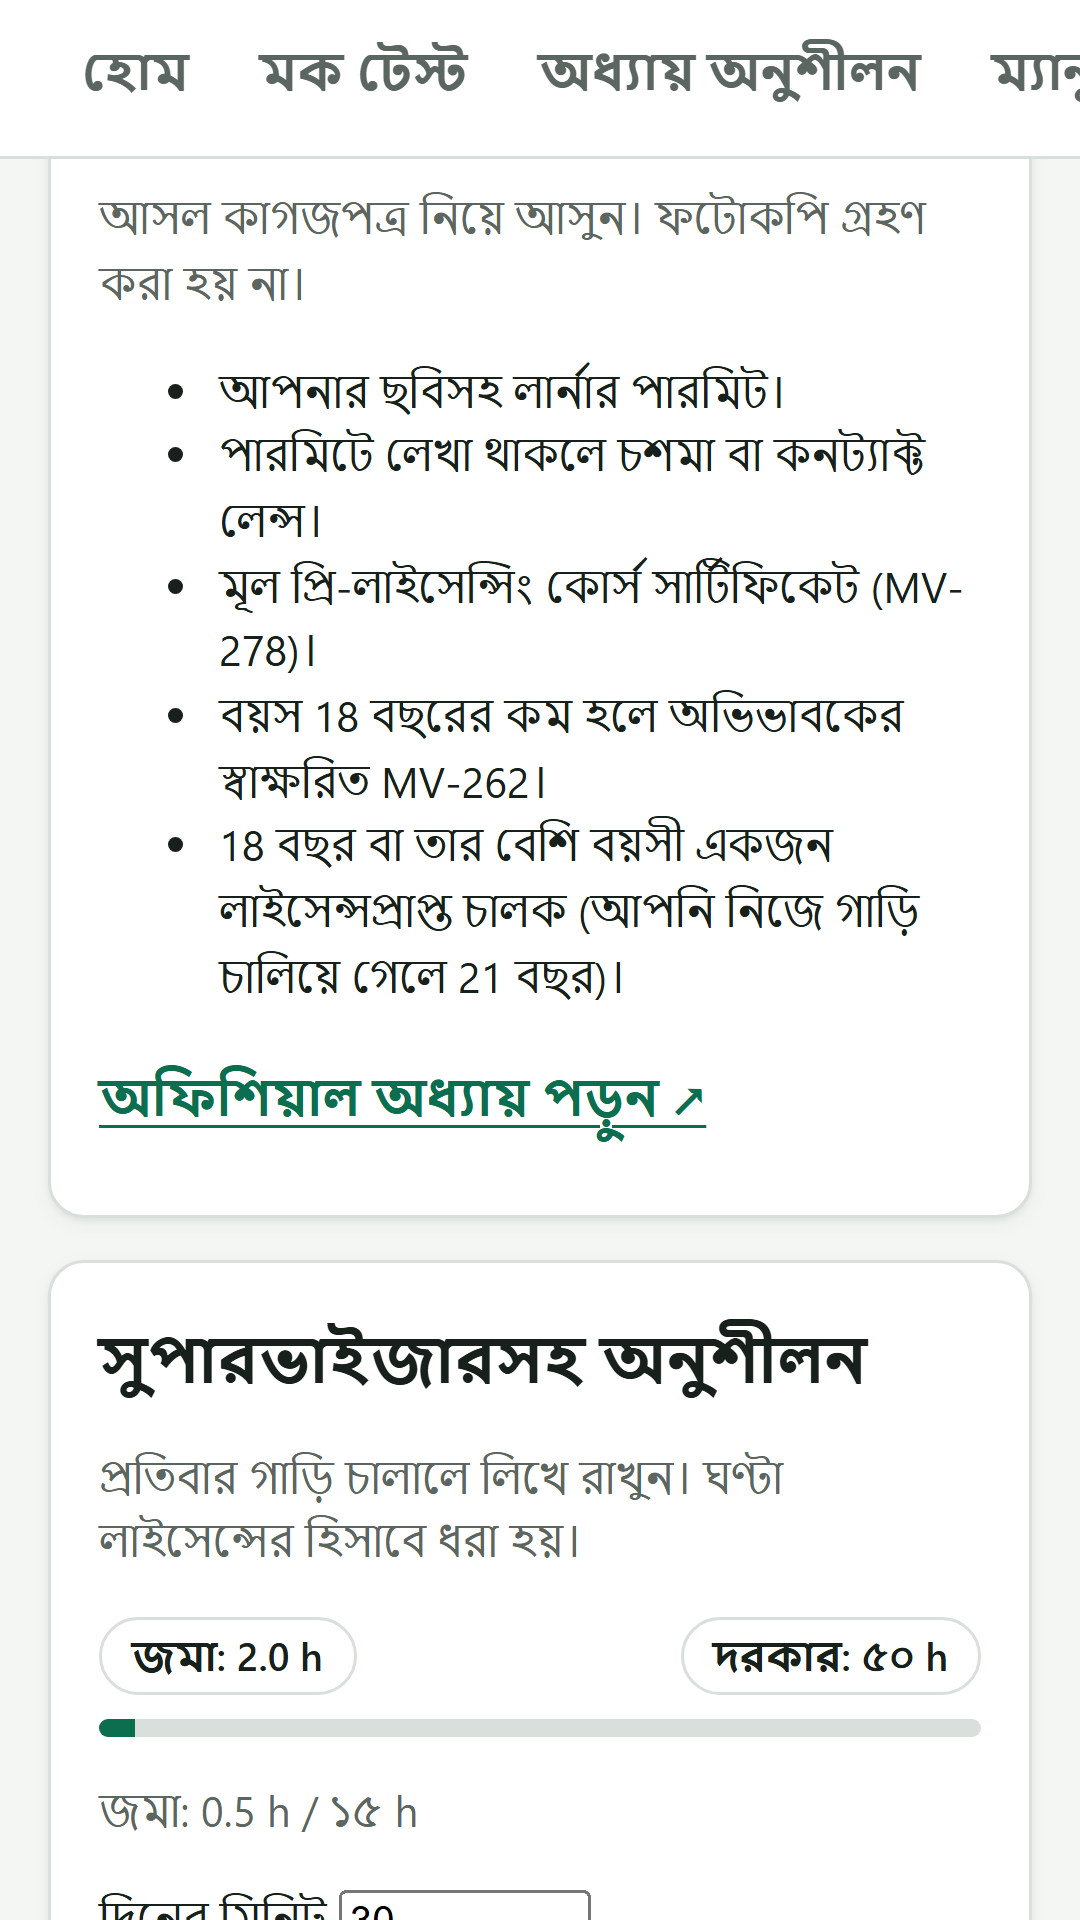 হোম মক টেস্ট অধ্যায় অনুশীলন
আসল কাগজপত্র নিয়ে আসুন। ফটোকপি গ্রহণ
করা হয় না।
• আপনার ছবিসহ লার্নার পারমিট।
• পারমিটে লেখা থাকলে চশমা বা কনট্যাক্ট
লেন্স।
• মূল প্রি-লাইসেন্সিং কোর্স সার্টিফিকেট (MV-
278)।
• বয়স 18 বছরের কম হলে অভিভাবকের
স্বাক্ষরিত MV-262।
• 18 বছর বা তার বেশি বয়সী একজন
লাইসেন্সপ্রাপ্ত চালক (আপনি নিজে গাড়ি
চালিয়ে গেলে 21 বছর)।
অফিশিয়াল অধ্যায় পড়ুন ↗
সুপারভাইজারসহ অনুশীলন
প্রতিবার গাড়ি চালালে লিখে রাখুন। ঘণ্টা
লাইসেন্সের হিসাবে ধরা হয়।
জমা: 2.0 h দরকার: ৫০ h
জমা: 0.5 h / ১৫ h
দিনের মিনিট 30